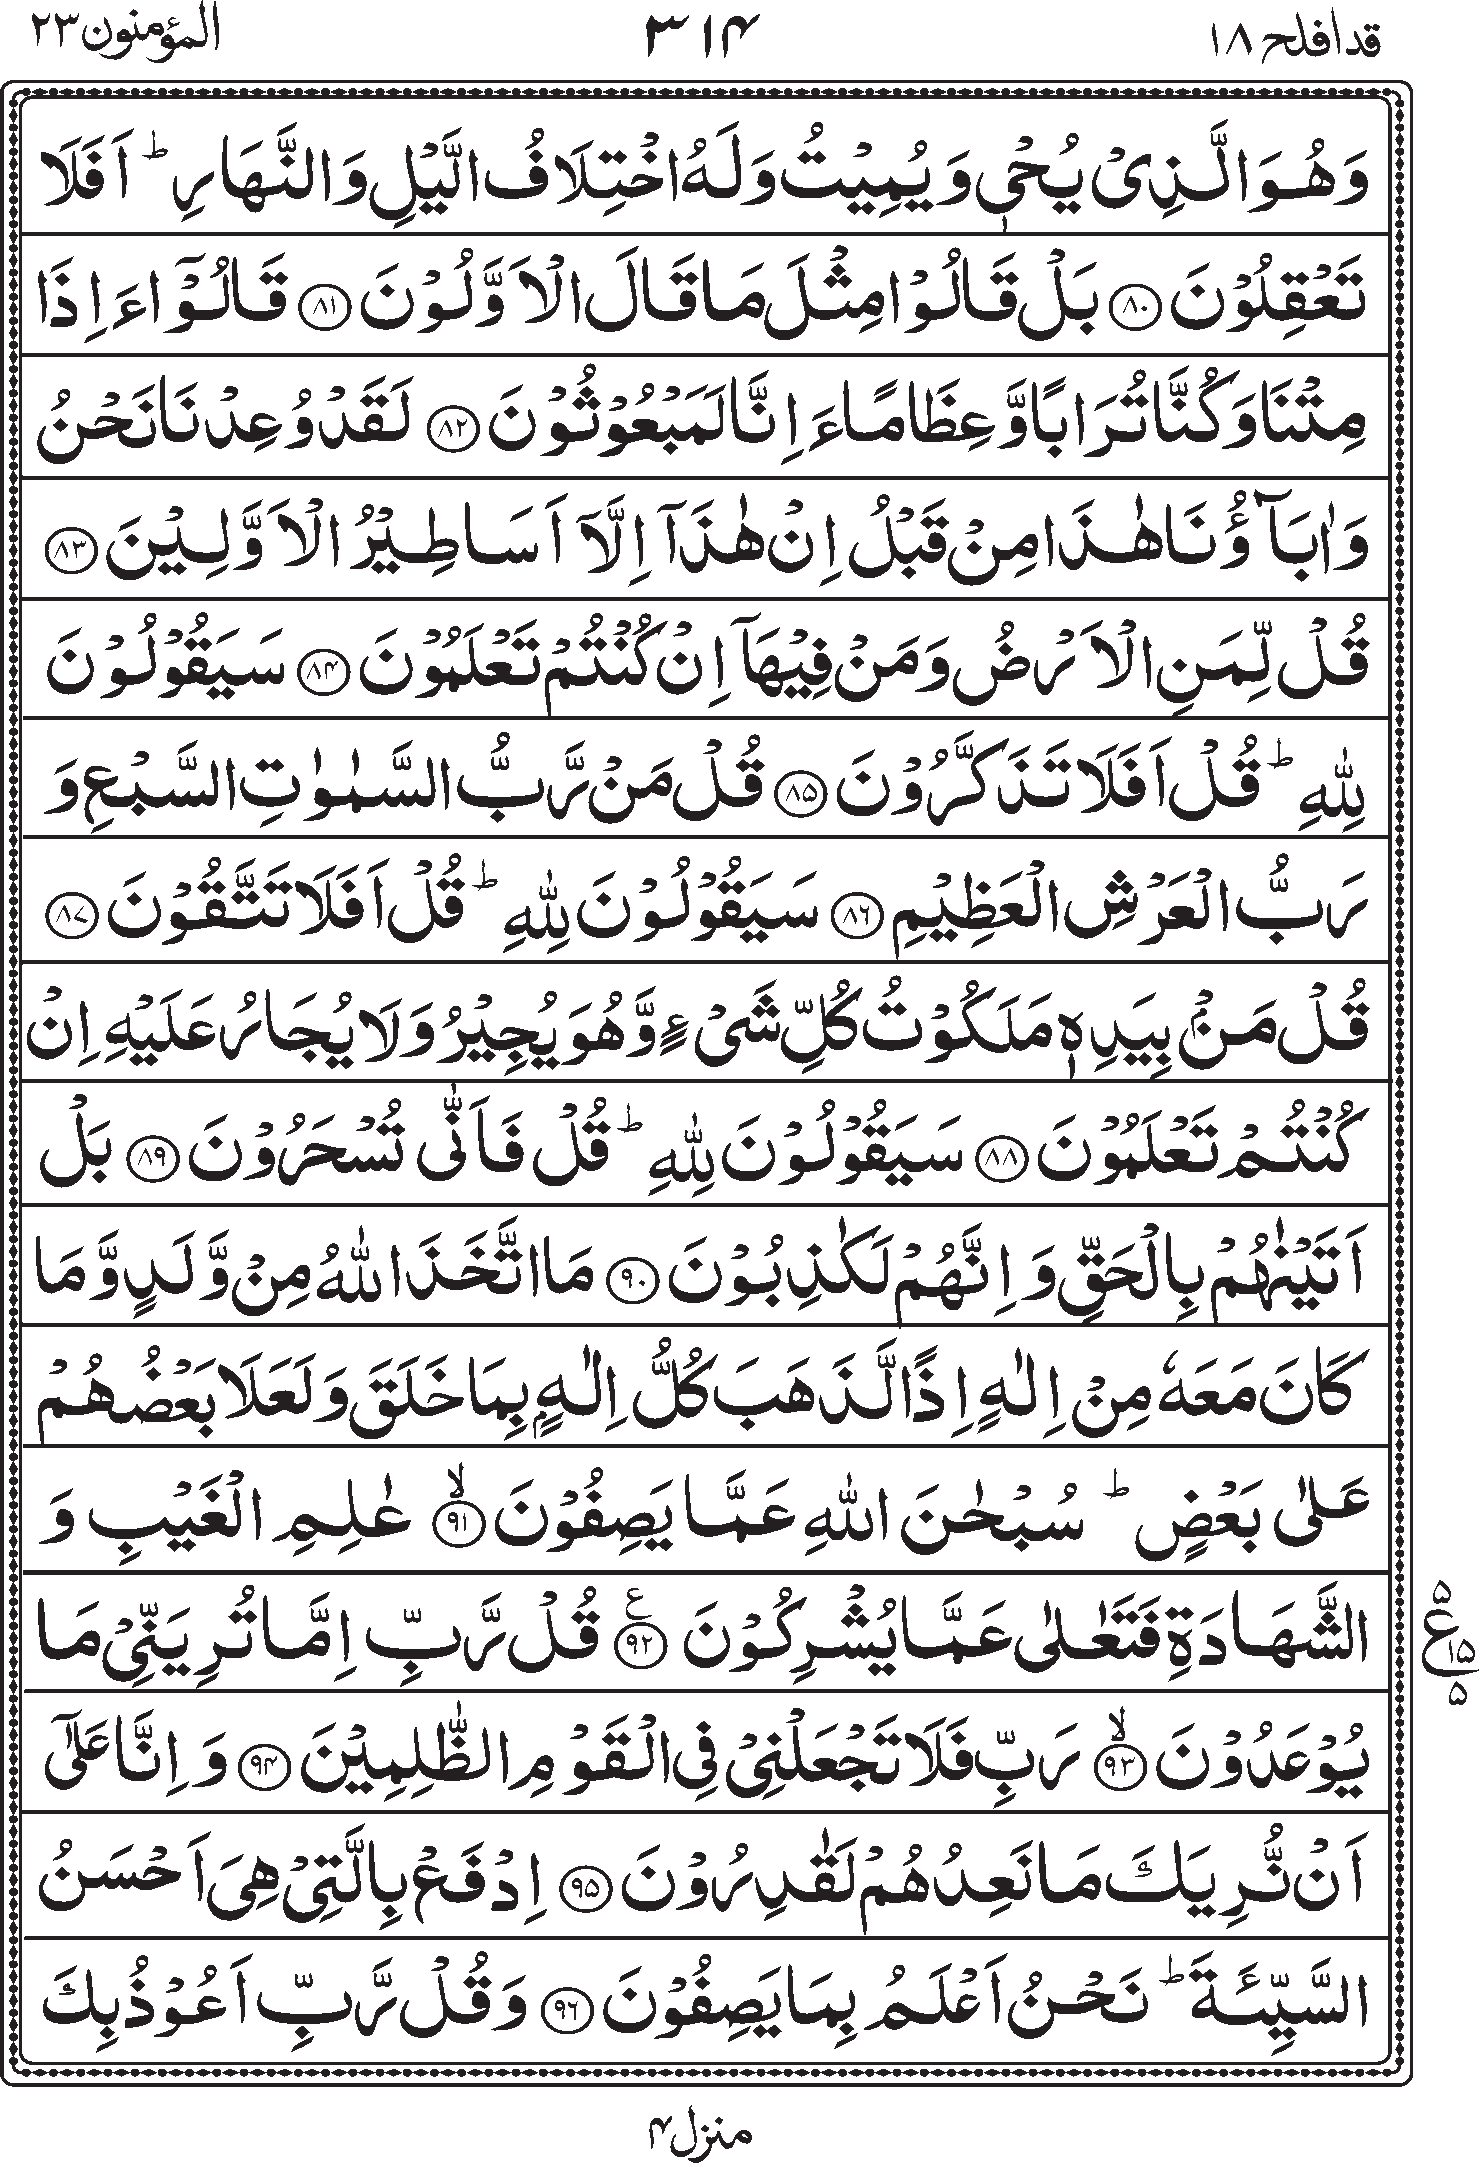 قد افلح ١٨
٣١۴
المؤمنون ٢٣
وَهُوَ الَّذِىْ يُحْىٖ وَيُمِيْتُ وَلَهُ اخْتِلَافُ الَّيْلِ وَالنَّهَارِ ؕ اَفَلَا
تَعْقِلُوْنَ ﴿۸۰﴾ بَلْ قَالُوْا مِثْلَ مَا قَالَ الْاَوَّلُوْنَ ﴿۸۱﴾ قَالُوْٓا ءَاِذَا
مِتْنَا وَكُنَّا تُرَابًا وَّعِظَامًا ءَاِنَّا لَمَبْعُوْثُوْنَ ﴿۸۲﴾ لَقَدْ وُعِدْنَا نَحْنُ
وَاٰبَآؤُنَا هٰذَا مِنْ قَبْلُ اِنْ هٰذَآ اِلَّآ اَسَاطِيْرُ الْاَوَّلِيْنَ ﴿۸۳﴾
قُلْ لِّمَنِ الْاَرْضُ وَمَنْ فِيْهَآ اِنْ كُنْتُمْ تَعْلَمُوْنَ ﴿۸۴﴾ سَيَقُوْلُوْنَ
لِلّٰهِ ؕ قُلْ اَفَلَا تَذَكَّرُوْنَ ﴿۸۵﴾ قُلْ مَنْ رَّبُّ السَّمٰوٰتِ السَّبْعِ وَ
رَبُّ الْعَرْشِ الْعَظِيْمِ ﴿۸۶﴾ سَيَقُوْلُوْنَ لِلّٰهِ ؕ قُلْ اَفَلَا تَتَّقُوْنَ ﴿۸۷﴾
قُلْ مَنْۢ بِيَدِهٖ مَلَكُوْتُ كُلِّ شَىْءٍ وَّهُوَ يُجِيْرُ وَلَا يُجَارُ عَلَيْهِ اِنْ
كُنْتُمْ تَعْلَمُوْنَ ﴿۸۸﴾ سَيَقُوْلُوْنَ لِلّٰهِ ؕ قُلْ فَاَنّٰى تُسْحَرُوْنَ ﴿۸۹﴾ بَلْ
اَتَيْنٰهُمْ بِالْحَقِّ وَاِنَّهُمْ لَكٰذِبُوْنَ ﴿۹۰﴾ مَا اتَّخَذَ اللّٰهُ مِنْ وَّلَدٍ وَّمَا
كَانَ مَعَهٗ مِنْ اِلٰهٍ اِذًا لَّذَهَبَ كُلُّ اِلٰهٍۢ بِمَا خَلَقَ وَلَعَلَا بَعْضُهُمْ
عَلٰى بَعْضٍ ؕ سُبْحٰنَ اللّٰهِ عَمَّا يَصِفُوْنَ ۙ﴿۹۱﴾ عٰلِمِ الْغَيْبِ وَ
الشَّهَادَةِ فَتَعٰلٰى عَمَّا يُشْرِكُوْنَ ﴿۹۲﴾ ع قُلْ رَّبِّ اِمَّا تُرِيَنِّىْ مَا
۵
ع
۱۵
۵
يُوْعَدُوْنَ ۙ﴿۹۳﴾ رَبِّ فَلَا تَجْعَلْنِىْ فِى الْقَوْمِ الظّٰلِمِيْنَ ﴿۹۴﴾ وَاِنَّا عَلٰٓى
اَنْ نُّرِيَكَ مَا نَعِدُهُمْ لَقٰدِرُوْنَ ﴿۹۵﴾ اِدْفَعْ بِالَّتِىْ هِىَ اَحْسَنُ
السَّيِّئَةَ ؕ نَحْنُ اَعْلَمُ بِمَا يَصِفُوْنَ ﴿۹۶﴾ وَقُلْ رَّبِّ اَعُوْذُ بِكَ
منزل ۴